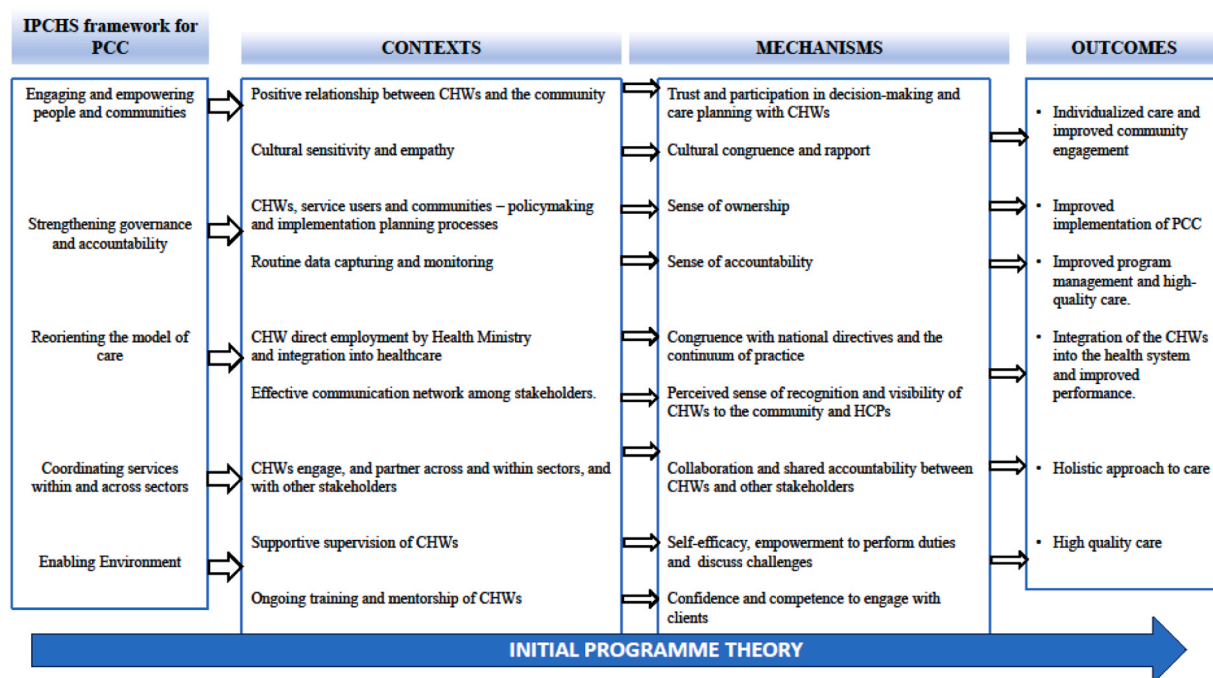 IPCHS framework for
PCC
CONTEXTS
MECHANISMS
OUTCOMES
Engaging and empowering
people and communities
Positive relationship between CHWs and the community
Trust and participation in decision-making and
care planning with CHWs
• Individualized care and
improved community
engagement
Cultural sensitivity and empathy
Cultural congruence and rapport
Strengthening governance
and accountability
CHWs, service users and communities – policymaking
and implementation planning processes
Sense of ownership
• Improved
implementation of PCC
Routine data capturing and monitoring
Sense of accountability
• Improved program
management and high-
quality care.
Reorienting the model of
care
CHW direct employment by Health Ministry
and integration into healthcare
Congruence with national directives and the
continuum of practice
• Integration of the CHWs
into the health system
and improved
performance.
Effective communication network among stakeholders.
Perceived sense of recognition and visibility of
CHWs to the community and HCPs
Coordinating services
within and across sectors
CHWs engage, and partner across and within sectors, and
with other stakeholders
Collaboration and shared accountability between
CHWs and other stakeholders
• Holistic approach to care
Enabling Environment
Supportive supervision of CHWs
Self-efficacy, empowerment to perform duties
and discuss challenges
• High quality care
Ongoing training and mentorship of CHWs
Confidence and competence to engage with
clients
INITIAL PROGRAMME THEORY